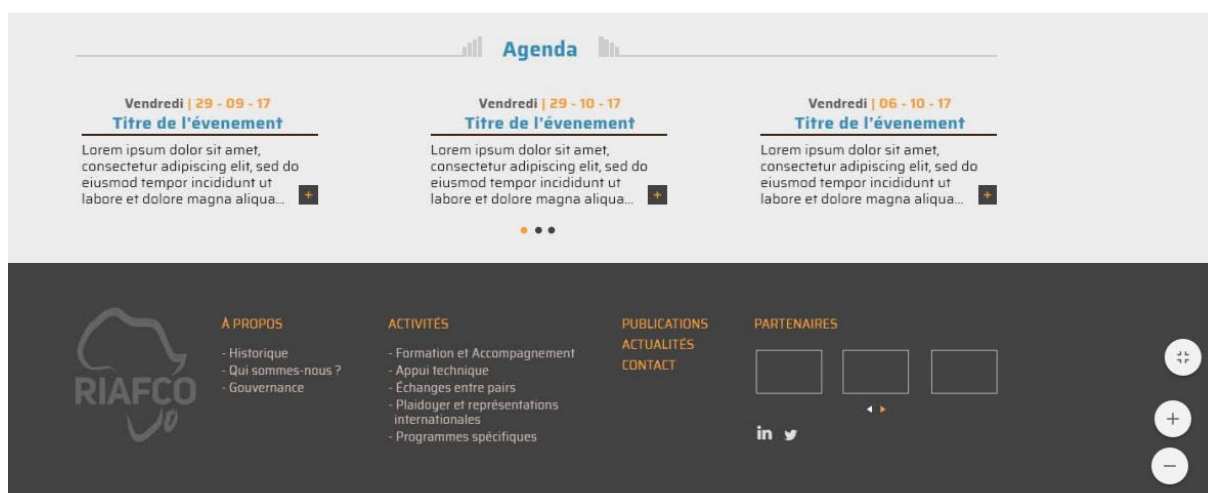 Agenda
Vendredi | 29 - 09 - 17
Titre de l'évenement
Lorem ipsum dolor sit amet,
consectetur adipiscing elit, sed do
eiusmod tempor incididunt ut
labore et dolore magna aliqua...
+
Vendredi | 29 - 10 - 17
Titre de l'évenement
Lorem ipsum dolor sit amet,
consectetur adipiscing elit, sed do
eiusmod tempor incididunt ut
labore et dolore magna aliqua...
+
Vendredi | 06 - 10 - 17
Titre de l'évenement
Lorem ipsum dolor sit amet,
consectetur adipiscing elit, sed do
eiusmod tempor incididunt ut
labore et dolore magna aliqua...
+
RIAFCO
À PROPOS
- Historique
- Qui sommes-nous ?
- Gouvernance
ACTIVITÉS
- Formation et Accompagnement
- Appui technique
- Échanges entre pairs
- Plaidoyer et représentations
internationales
- Programmes spécifiques
PUBLICATIONS
ACTUALITÉS
CONTACT
PARTENAIRES
in
+
−